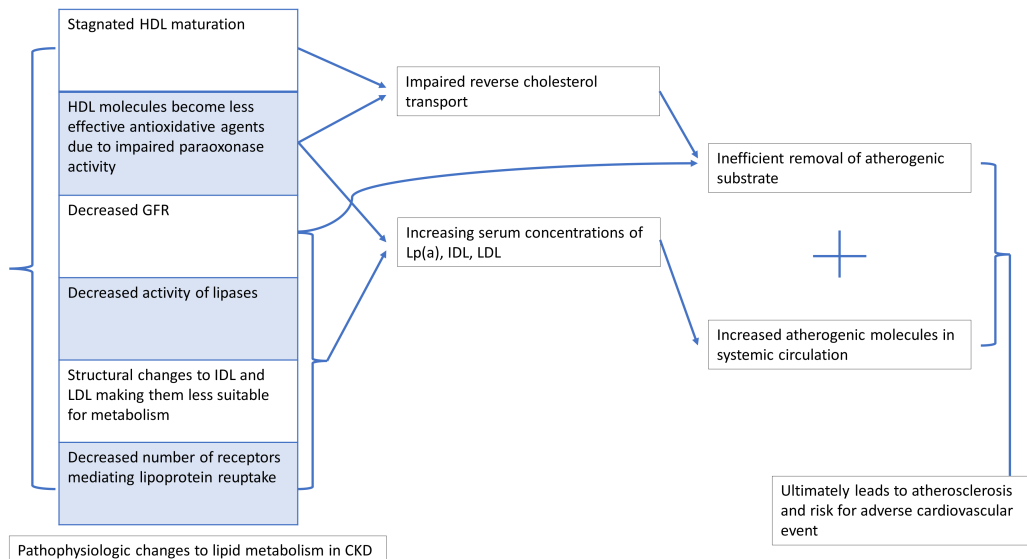 Stagnated HDL maturation
HDL molecules become less
effective antioxidative agents
due to impaired paraoxonase
activity
Decreased GFR
Decreased activity of lipases
Structural changes to IDL and
LDL making them less suitable
for metabolism
Decreased number of receptors
mediating lipoprotein reuptake
Pathophysiologic changes to lipid metabolism in CKD
Impaired reverse cholesterol
transport
Increasing serum concentrations of
Lp(a), IDL, LDL
Inefficient removal of atherogenic
substrate
Increased atherogenic molecules in
systemic circulation
Ultimately leads to atherosclerosis
and risk for adverse cardiovascular
event